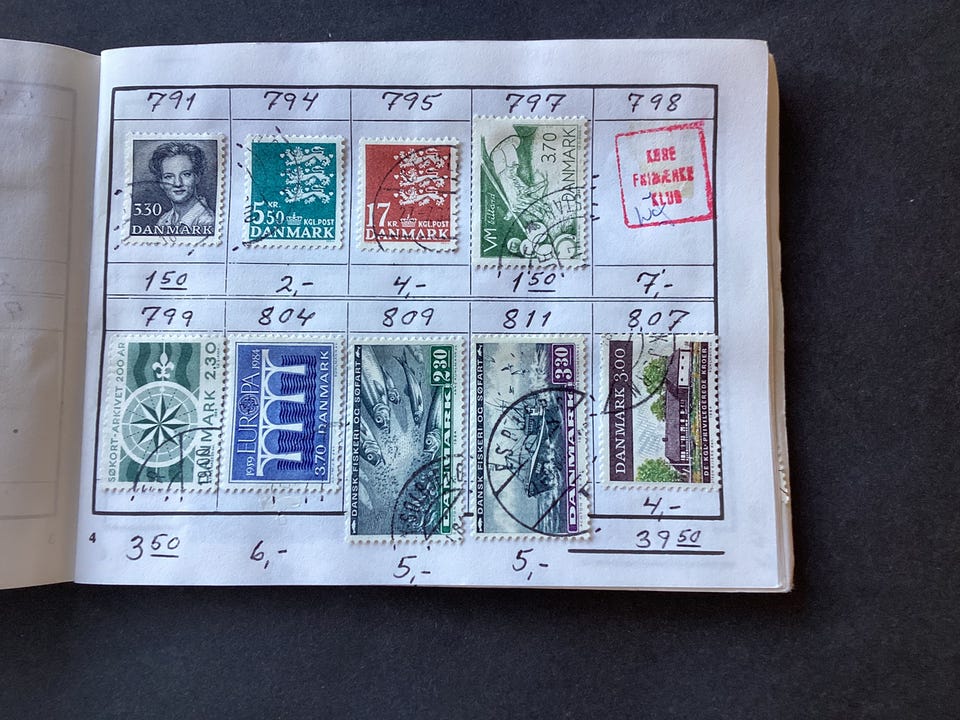 791 794 795 797 798
330
DANMARK
5.50
KR.
KGL.POST
DANMARK
17
KR.
KGL.POST
DANMARK
VM
3.70
DANMARK
KLUB
1 50 2,- 4,- 1 50 7,-
799 804 809 811 807
SØKORT-ARKIVET 200 ÅR
DANMARK 2.30
1959 EUROPA 1984
3.70 DANMARK
DANSK FISKERI OG SØFART
2.30
DANMARK
DANSK FISKERI OG SØFART
3.30
DANMARK
DANMARK 3.00
DE KGL. PRIVILEGEREDE KROER
4,-
4
3 50 6,- 5,- 5,- 39 50